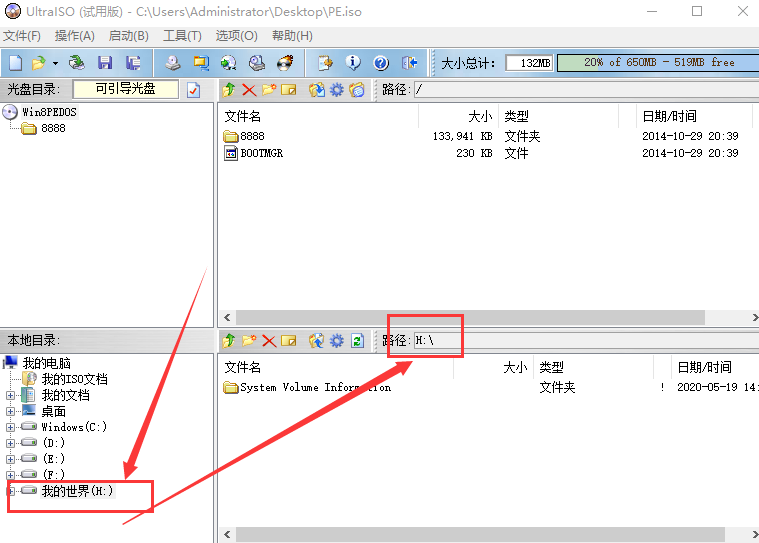 UltraISO (试用版) - C:\Users\Administrator\Desktop\PE.iso
文件(F) 操作(A) 启动(B) 工具(T) 选项(O) 帮助(H)
大小总计: 132MB 20% of 650MB - 519MB free
光盘目录: 可引导光盘 路径: /
Win8PEDOS
8888
文件名 大小 类型 日期/时间
8888 133,941 KB 文件夹 2014-10-29 20:39
BOOTMGR 230 KB 文件 2014-10-29 20:39
本地目录: 路径: H:\
我的电脑
我的ISO文档
我的文档
桌面
Windows(C:)
(D:)
(E:)
(F:)
我的世界(H:)
文件名 大小 类型 日期/时间
System Volume Information 文件夹 ! 2020-05-19 14: